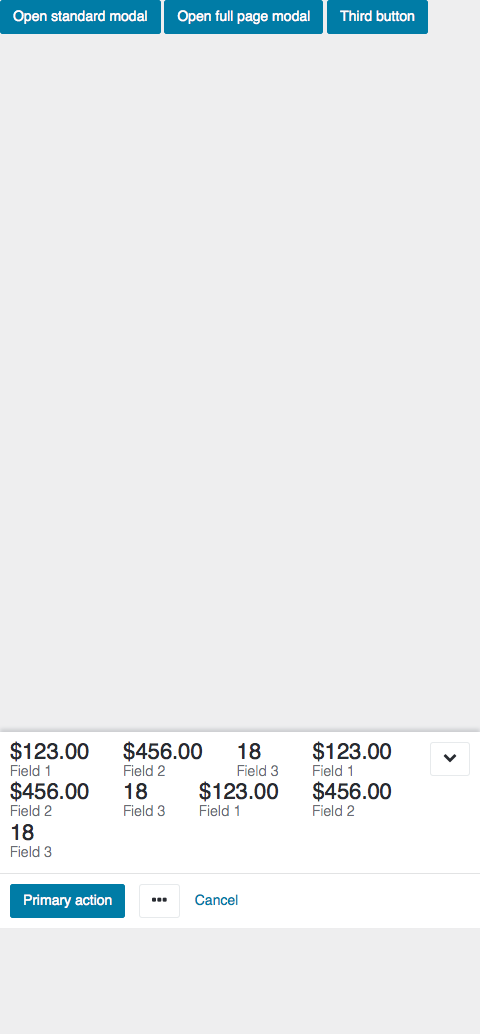 Open standard modal Open full page modal Third button
$123.00 $456.00 18 $123.00
Field 1 Field 2 Field 3 Field 1
$456.00 18 $123.00 $456.00
Field 2 Field 3 Field 1 Field 2
18
Field 3
Primary action ••• Cancel